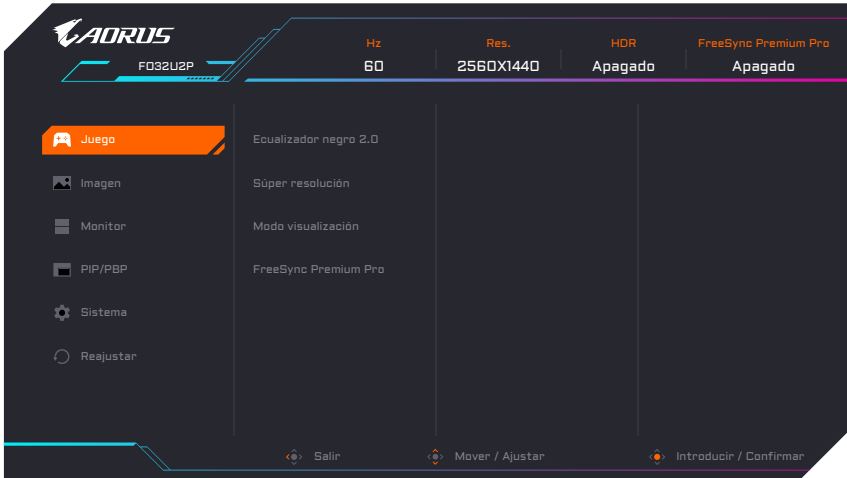 AORUS
FO32U2P
Hz Res. HDR FreeSync Premium Pro
60 2560X1440 Apagado Apagado
Juego Ecualizador negro 2.0
Imagen Súper resolución
Monitor Modo visualización
PIP/PBP FreeSync Premium Pro
Sistema
Reajustar
Salir Mover / Ajustar Introducir / Confirmar